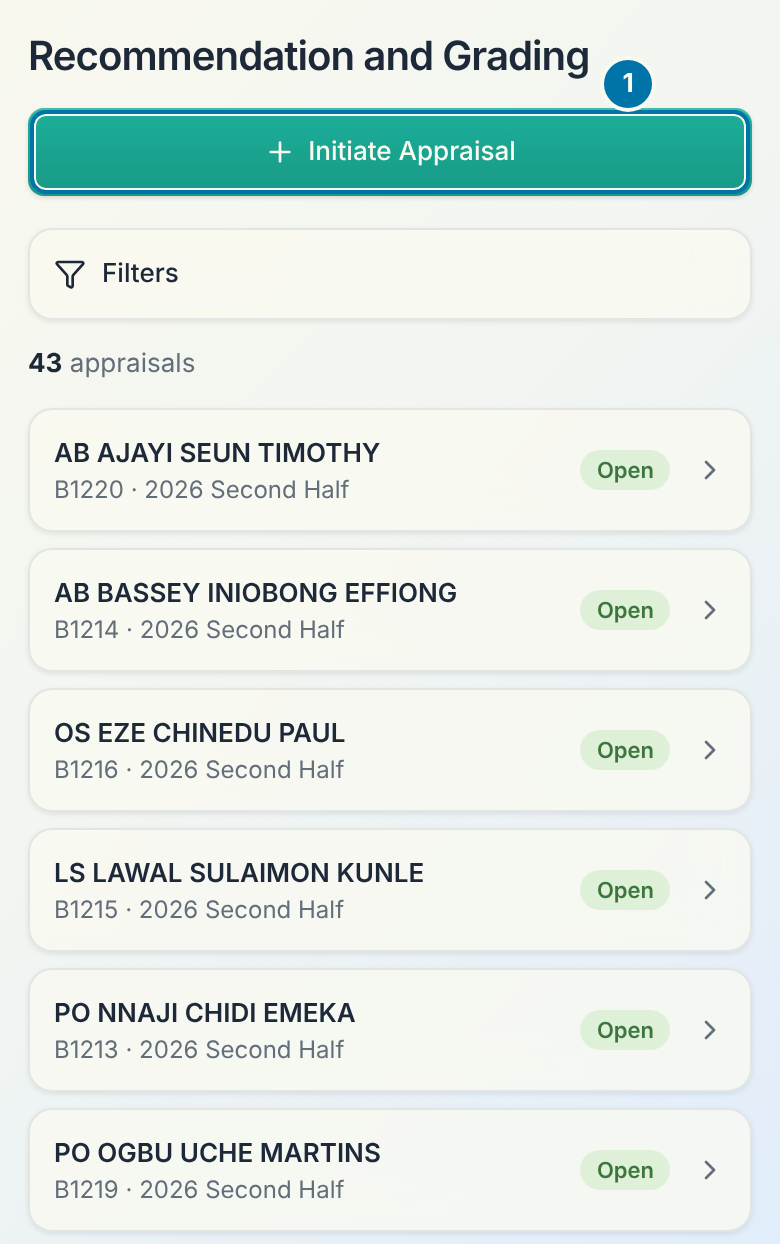 Recommendation and Grading
1
Initiate Appraisal
Filters
43 appraisals
AB AJAYI SEUN TIMOTHY
B1220 · 2026 Second Half
Open
AB BASSEY INIOBONG EFFIONG
B1214 · 2026 Second Half
Open
OS EZE CHINEDU PAUL
B1216 · 2026 Second Half
Open
LS LAWAL SULAIMON KUNLE
B1215 · 2026 Second Half
Open
PO NNAJI CHIDI EMEKA
B1213 · 2026 Second Half
Open
PO OGBU UCHE MARTINS
B1219 · 2026 Second Half
Open